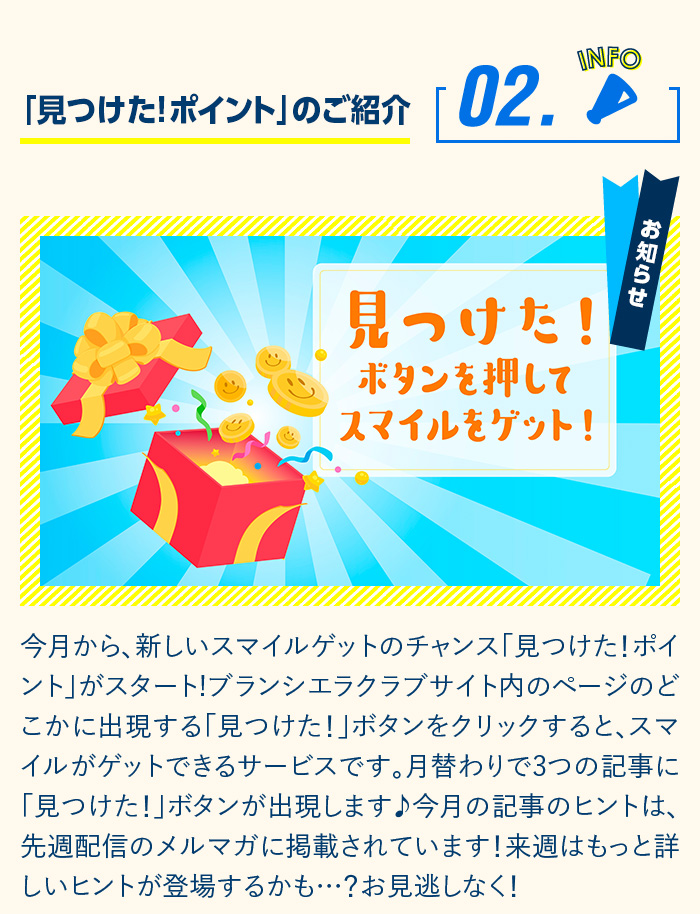 「見つけた!ポイント」のご紹介
02.
INFO
お知らせ
見つけた!
ボタンを押して
スマイルをゲット!
今月から、新しいスマイルゲットのチャンス「見つけた!ポイ
ント」がスタート!ブランシエラクラブサイト内のページのど
こかに出現する「見つけた!」ボタンをクリックすると、スマ
イルがゲットできるサービスです。月替わりで3つの記事に
「見つけた!」ボタンが出現します♪今月の記事のヒントは、
先週配信のメルマガに掲載されています!来週はもっと詳
しいヒントが登場するかも…?お見逃しなく!